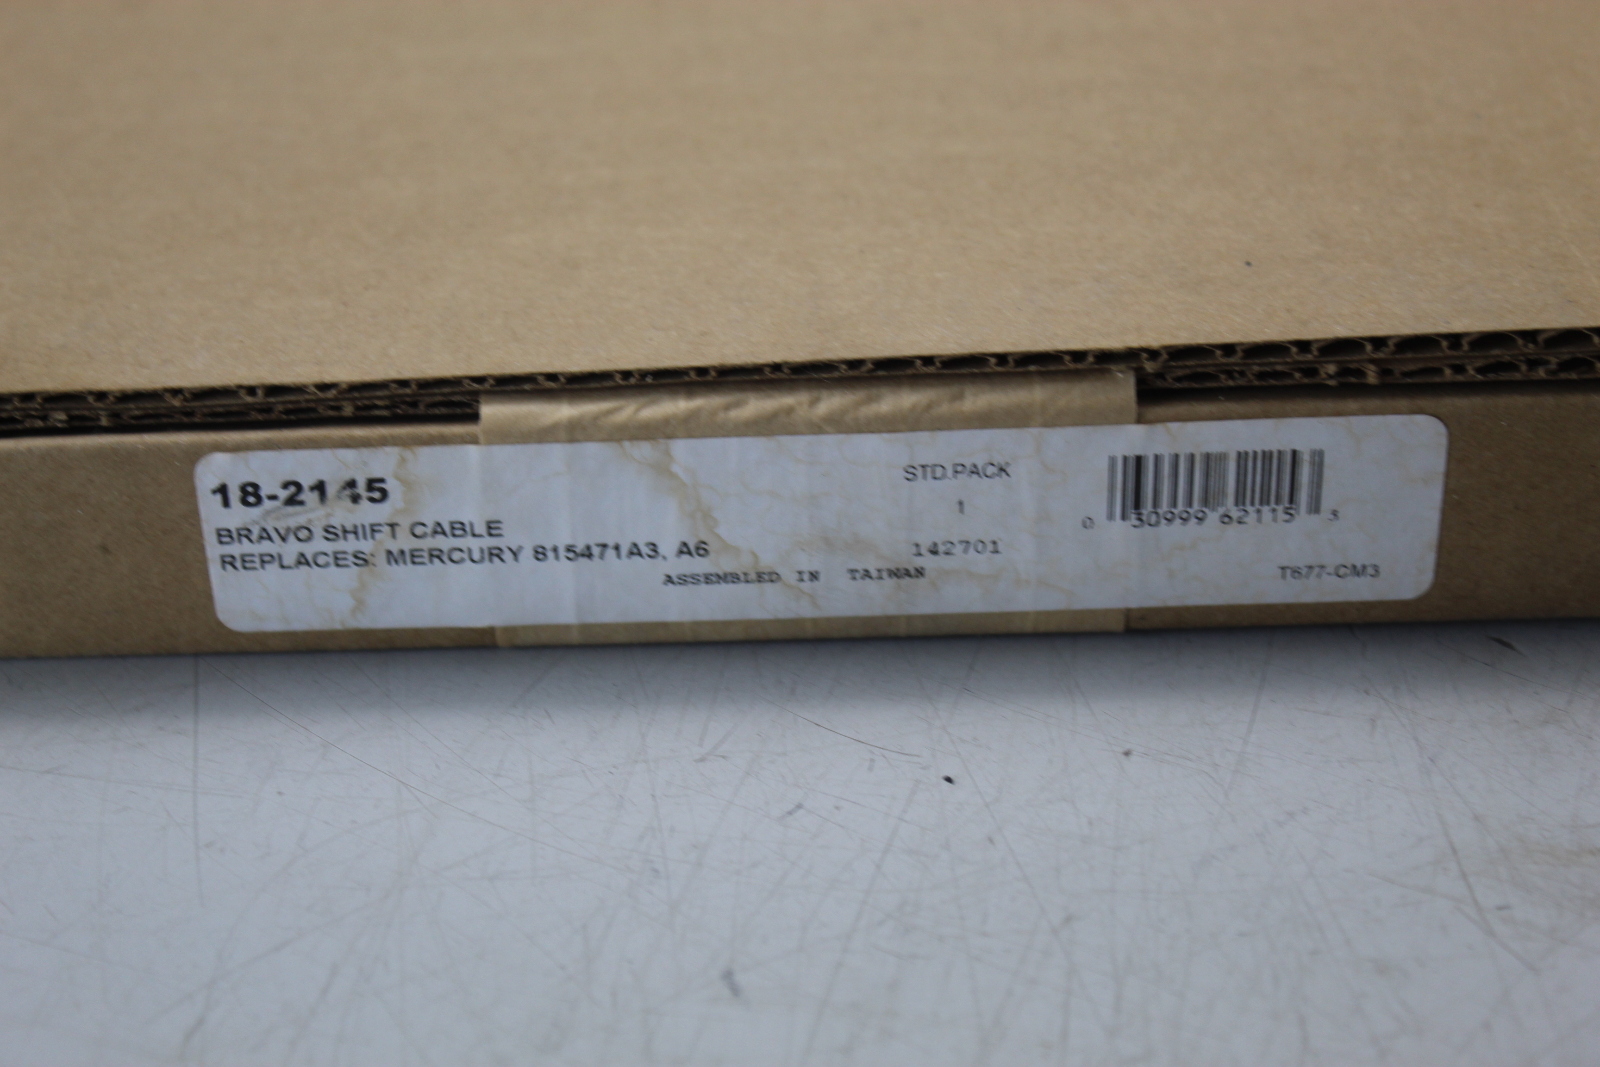 18-2145
BRAVO SHIFT CABLE
REPLACES: MERCURY 815471A3, A6
ASSEMBLED IN TAIWAN
STD.PACK
1
142701
0 30999 62115 3
T677-CM3